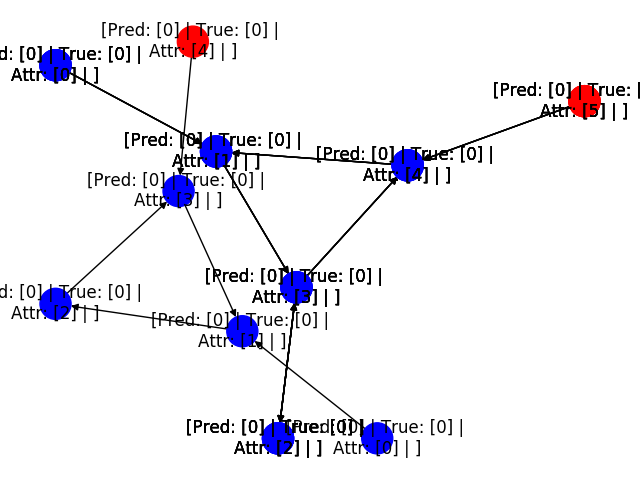 [Pred: [0] | True: [0] |
Attr: [4] | ]
d: [0] | True: [0] |
Attr: [0] | ]
[Pred: [0] | True: |
Attr: [5] | ]
[Pred: [0] | True: [0] |
Attr: [1] | ]
[Pred: [0] | True: [0] |
Attr: [4] | ]
[Pred: [0] | True: [0] |
Attr: [3] | ]
[Pred: [0] | True: [0] |
Attr: [3] | ]
d: [0] | True: [0] |
Attr: [2] | ]
[Pred: [0] | True: [0] |
Attr: [1] | ]
[Pred: [0] | True: [0] |
Attr: [2] | ]
[Pred: [0] | True: [0] |
Attr: [0] | ]